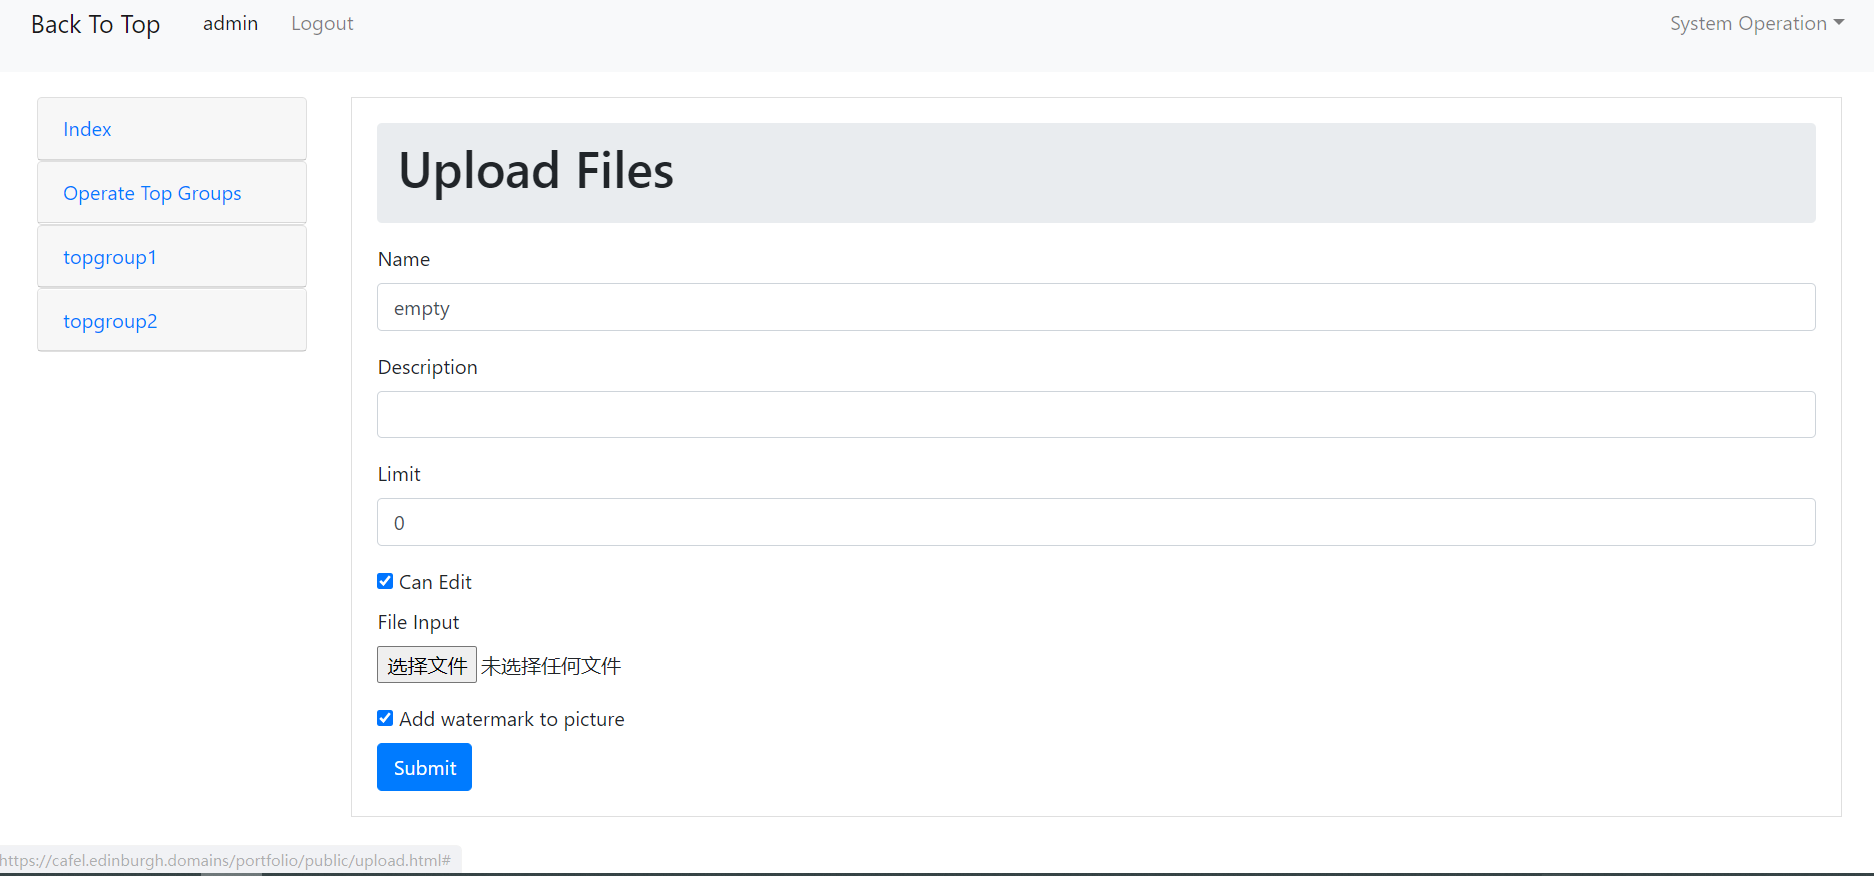 Back To Top admin Logout System Operation
Index
Operate Top Groups
topgroup1
topgroup2
Upload Files
Name
empty
Description
Limit
0
Can Edit
File Input
选择文件 未选择任何文件
Add watermark to picture
Submit
https://cafel.edinburgh.domains/portfolio/public/upload.html#